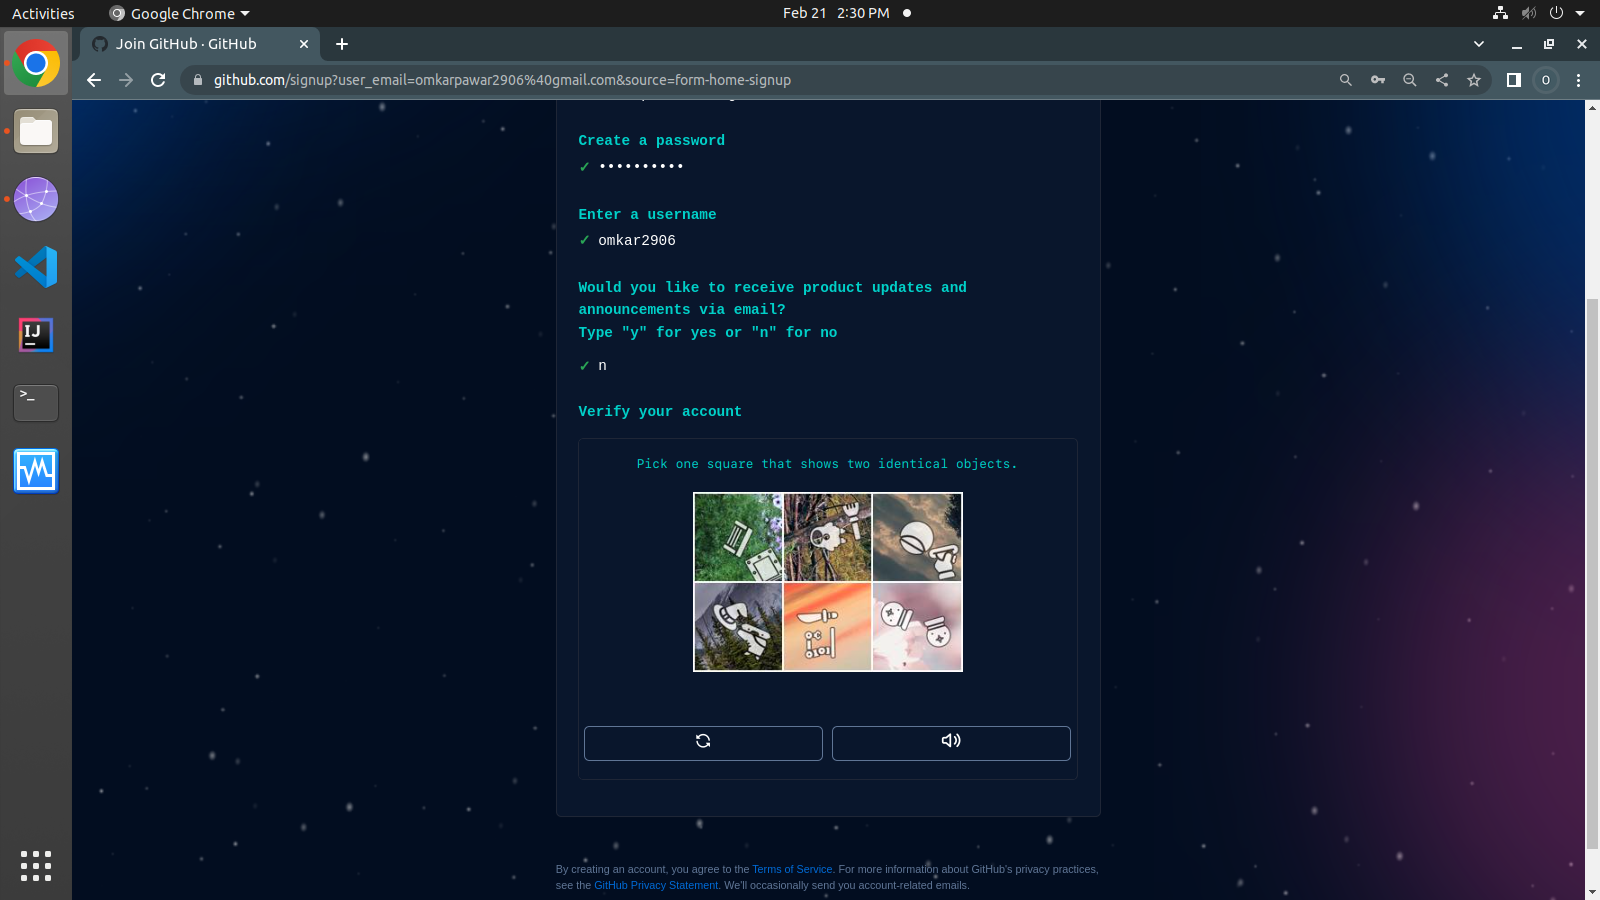 Activities
Google Chrome
Feb 21 2:30 PM
Join GitHub · GitHub
github.com/signup?user_email=omkarpawar2906%40gmail.com&source=form-home-signup
O
Create a password
✓ ••••••••••
Enter a username
✓ omkar2906
Would you like to receive product updates and
announcements via email?
Type "y" for yes or "n" for no
✓ n
Verify your account
Pick one square that shows two identical objects.
IJ
>_
By creating an account, you agree to the Terms of Service. For more information about GitHub's privacy practices,
see the GitHub Privacy Statement. We'll occasionally send you account-related emails.